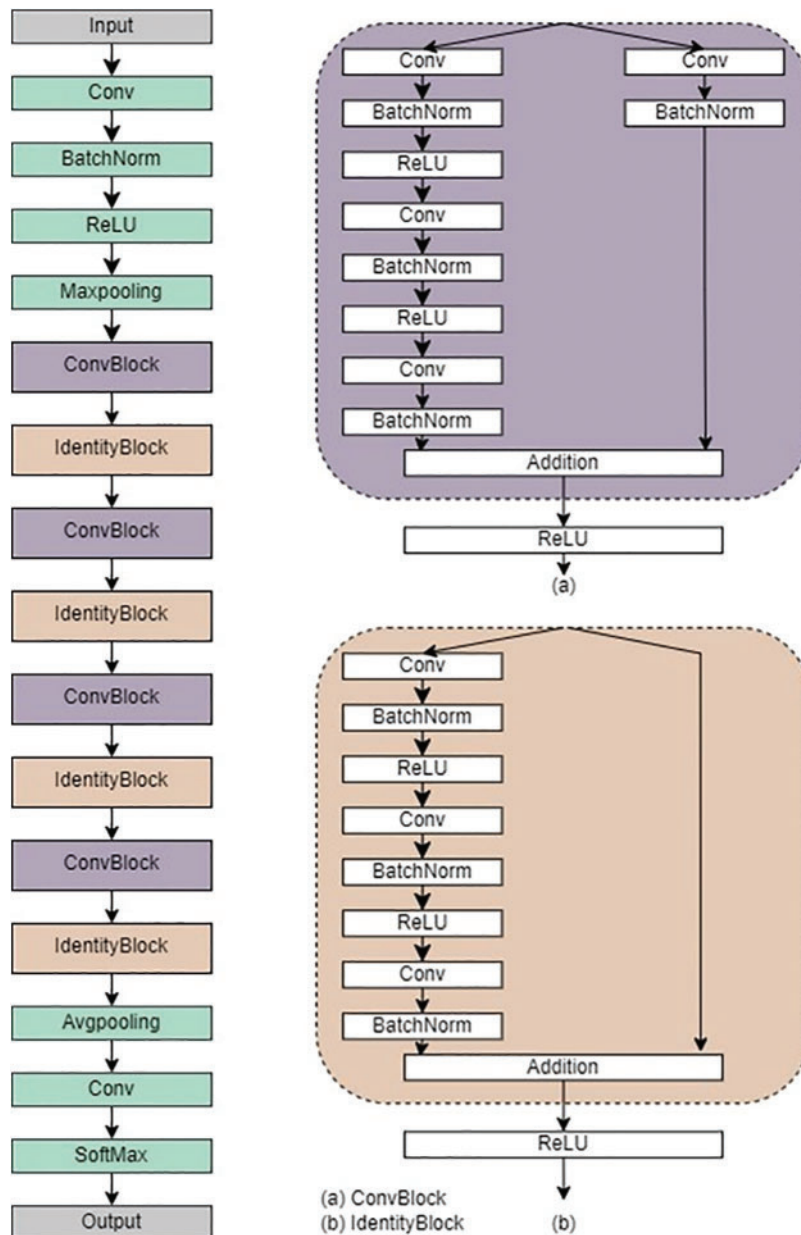 Input
Conv
BatchNorm
ReLU
Maxpooling
ConvBlock
IdentityBlock
ConvBlock
IdentityBlock
ConvBlock
IdentityBlock
ConvBlock
IdentityBlock
Avgpooling
Conv
SoftMax
Output
Conv
BatchNorm
ReLU
Conv
BatchNorm
ReLU
Conv
BatchNorm
Conv
BatchNorm
Addition
ReLU
(a)
Conv
BatchNorm
ReLU
Conv
BatchNorm
ReLU
Conv
BatchNorm
Addition
ReLU
(a) ConvBlock
(b) IdentityBlock
(b)